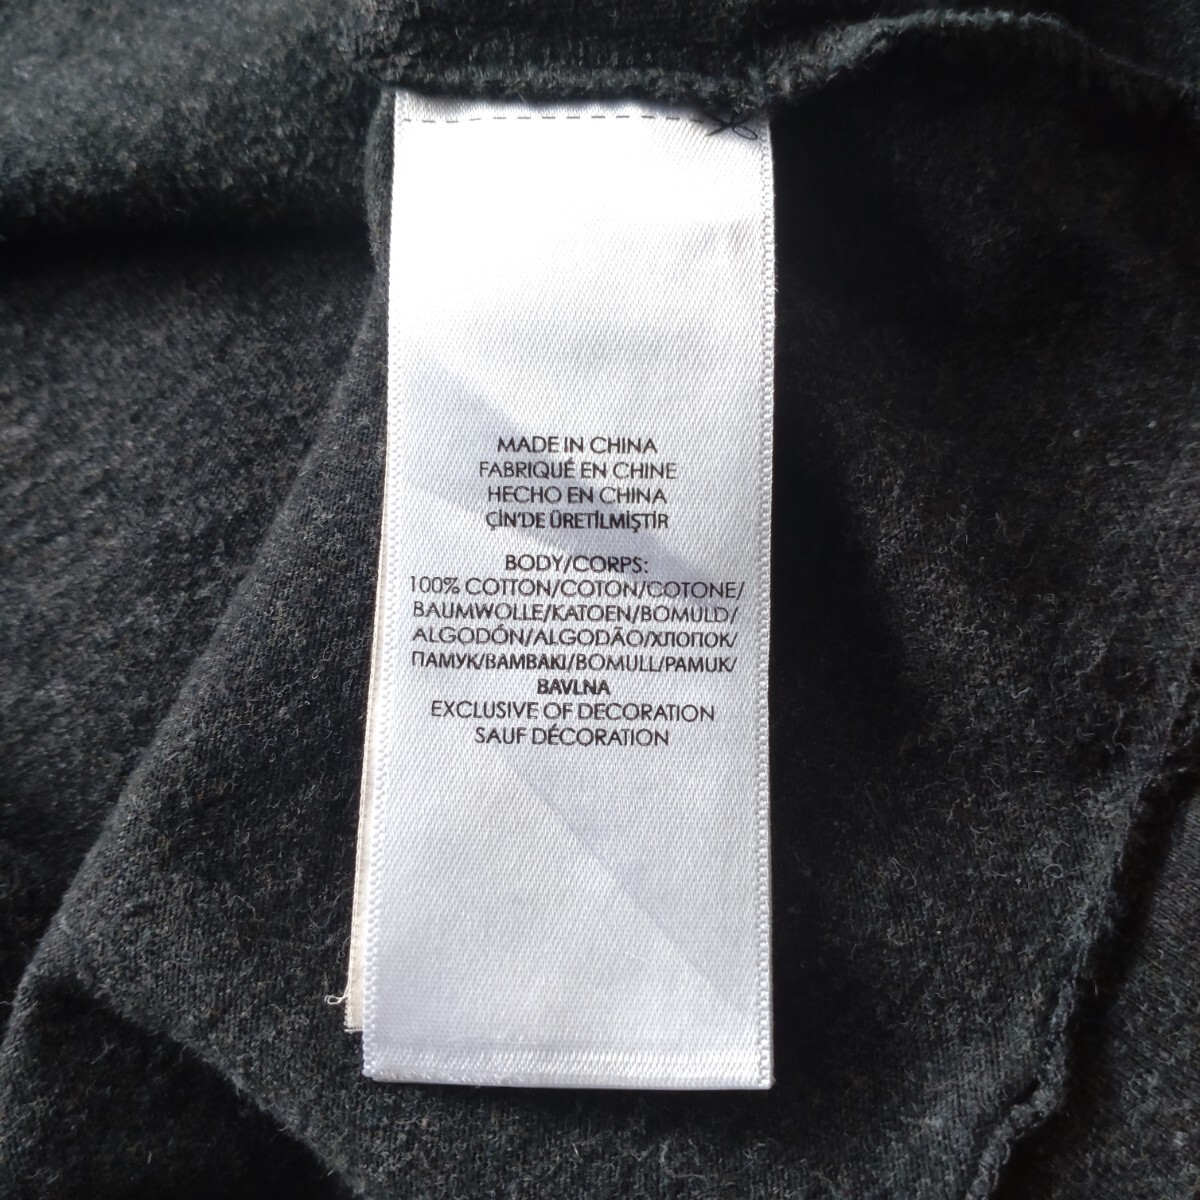 MADE IN CHINA
FABRIQUÉ EN CHINE
HECHO EN CHINA
ÇİN'DE ÜRETİLMİŞTİR
BODY/CORPS:
100% COTTON/COTON/COTONE/
BAUMWOLLE/KATOEN/BOMULD/
ALGODÓN/ALGODÃO/ХЛОПОК/
ПАМУК/BAMBAKI/BOMULL/PAMUK/
BAVLNA
EXCLUSIVE OF DECORATION
SAUF DÉCORATION